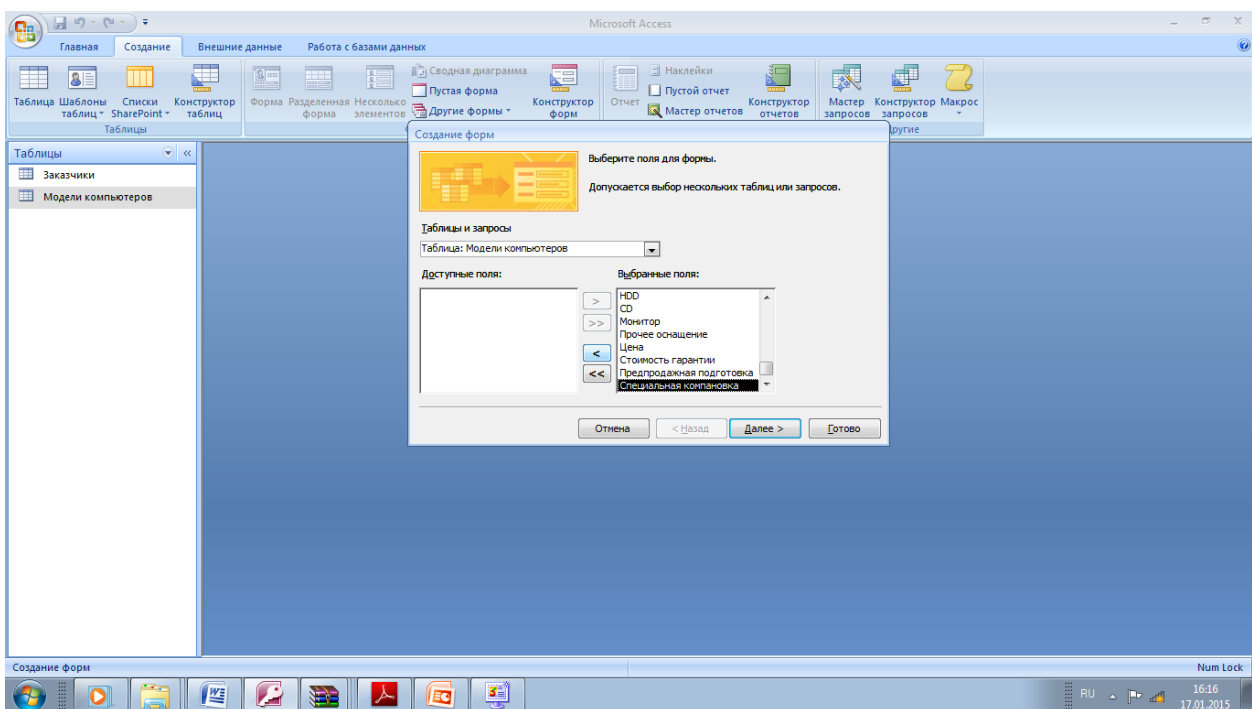 Microsoft Access
Главная Создание Внешние данные Работа с базами данных
Таблица
Шаблоны таблиц
Списки SharePoint
Конструктор таблиц
Таблицы
Форма
Разделенная форма
Несколько элементов
Сводная диаграмма
Пустая форма
Другие формы
Конструктор форм
Отчет
Наклейки
Пустой отчет
Мастер отчетов
Конструктор отчетов
Мастер запросов
Конструктор запросов
Макрос
Таблицы
Заказчики
Модели компьютеров
Создание форм
Выберите поля для формы.
Допускается выбор нескольких таблиц или запросов.
Таблицы и запросы
Таблица: Модели компьютеров
Доступные поля:
Выбранные поля:
>
>>
<
<<
HDD
CD
Монитор
Прочее оснащение
Цена
Стоимость гарантии
Предпродажная подготовка
Специальная компановка
Отмена
< Назад
Далее >
Готово
Создание форм
Num Lock
RU
16:16
17.01.2015